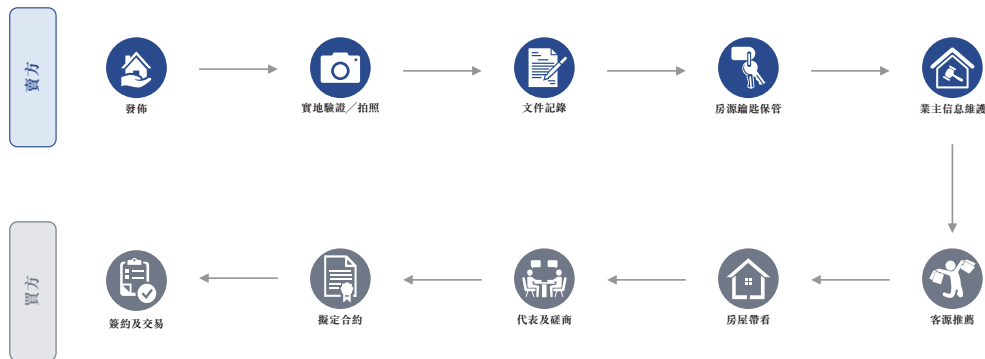 賣方
發佈
實地驗證／拍照
文件記錄
房源鑰匙保管
業主信息維護
買方
簽約及交易
擬定合約
代表及磋商
房屋帶看
客源推薦